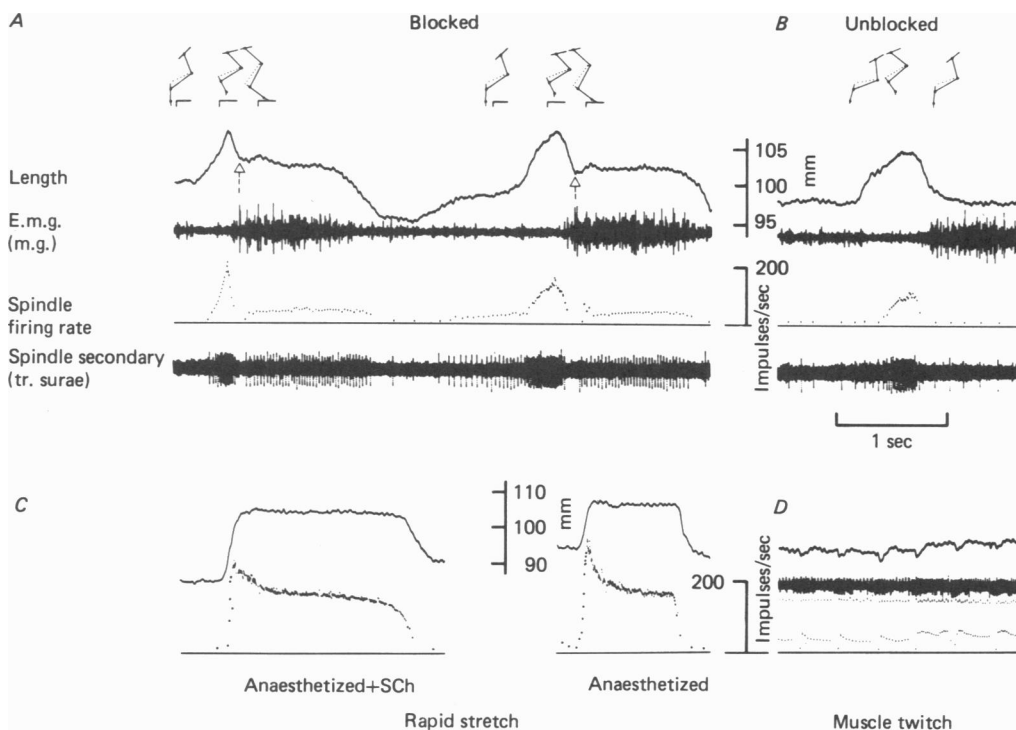 A Blocked B Unblocked
Length
105
100
95
mm
E.m.g.
(m.g.)
200
Spindle
firing rate
Impulses/sec
Spindle secondary
(tr. surae)
1 sec
C
110
100
90
mm
D
200
Impulses/sec
Anaesthetized+SCh Anaesthetized
Rapid stretch Muscle twitch